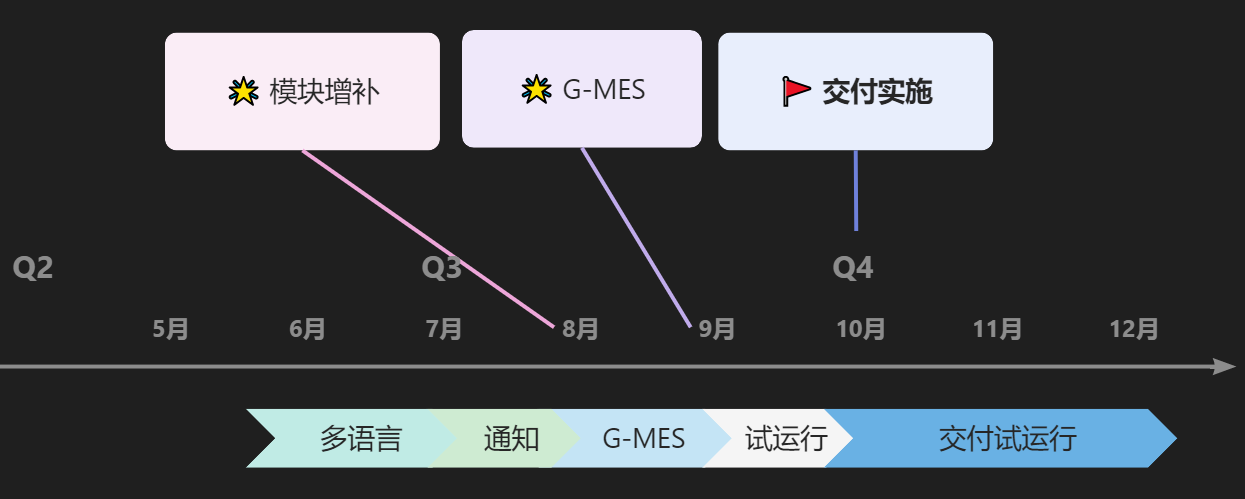 模块增补
G-MES
交付实施
Q2
Q3
Q4
5月
6月
7月
8月
9月
10月
11月
12月
多语言
通知
G-MES
试运行
交付试运行